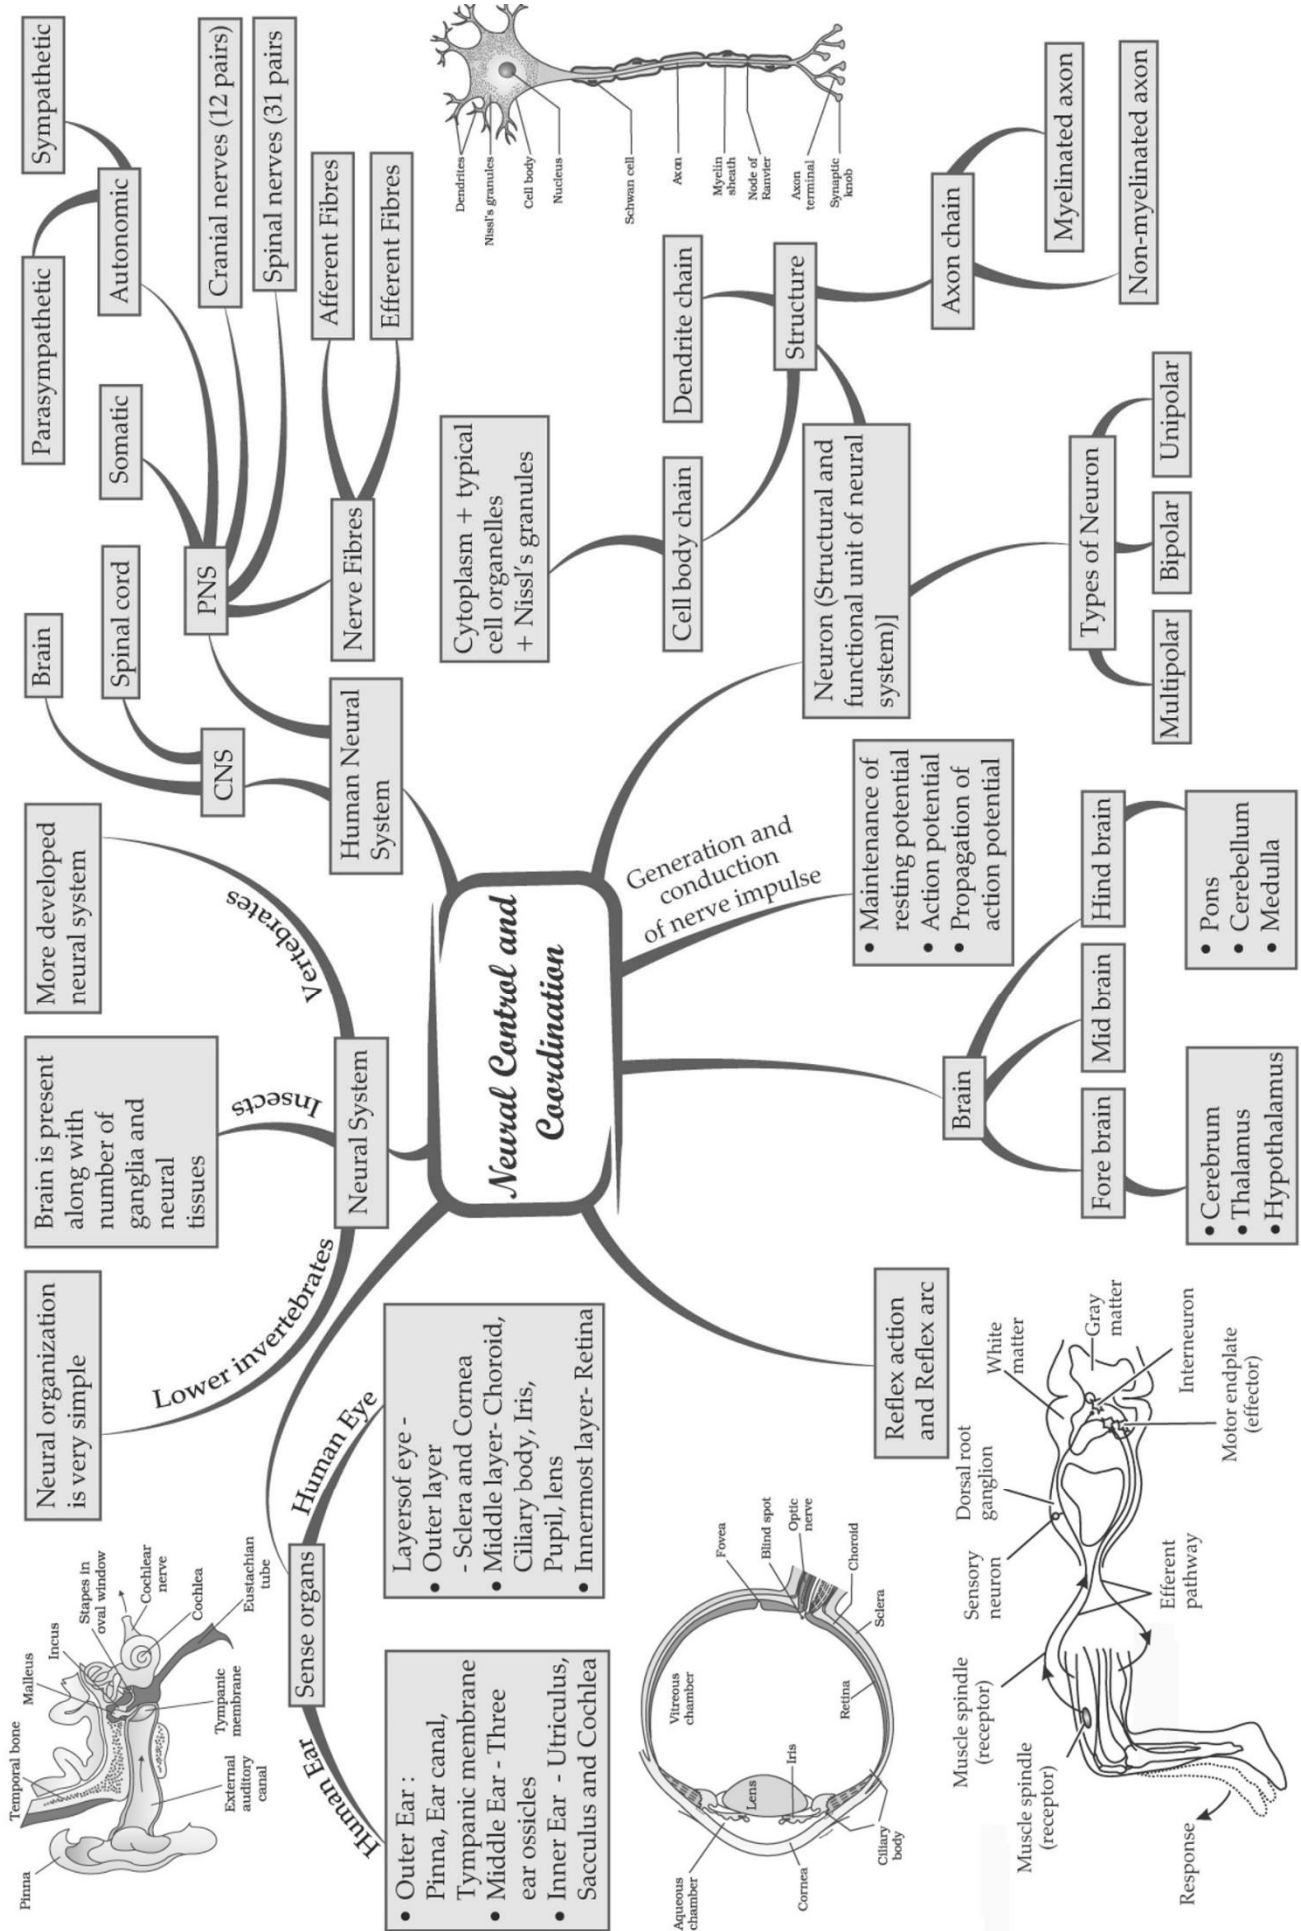 Neural Control and
Coordination
Neural System
Lower invertebrates
Neural organization
is very simple
Insects
Brain is present
along with
number of
ganglia and
neural
tissues
Vertebrates
More developed
neural system
Human Neural
System
CNS
Brain
Spinal cord
PNS
Somatic
Autonomic
Parasympathetic
Sympathetic
Cranial nerves (12 pairs)
Spinal nerves (31 pairs
Nerve Fibres
Afferent Fibres
Efferent Fibres
Neuron (Structural and
functional unit of neural
system)]
Structure
Cell body chain
Cytoplasm + typical
cell organelles
+ Nissl's granules
Dendrite chain
Axon chain
Myelinated axon
Non-myelinated axon
Types of Neuron
Multipolar
Bipolar
Unipolar
Dendrites
Nissl's granules
Cell body
Nucleus
Schwan cell
Axon
Myelin
sheath
Node of
Ranvier
Axon
terminal
Synaptic
knob
Generation and
conduction
of nerve impulse
• Maintenance of
resting potential
• Action potential
• Propagation of
action potential
Brain
Fore brain
Mid brain
Hind brain
• Cerebrum
• Thalamus
• Hypothalamus
• Pons
• Cerebellum
• Medulla
Reflex action
and Reflex arc
White
matter
Gray
matter
Interneuron
Motor endplate
(effector)
Dorsal root
ganglion
Sensory
neuron
Efferent
pathway
Muscle spindle
(receptor)
Muscle spindle
(receptor)
Response
Sense organs
Human Eye
Layersof eye -
• Outer layer
- Sclera and Cornea
• Middle layer- Choroid,
Ciliary body, Iris,
Pupil, lens
• Innermost layer- Retina
Human Ear
• Outer Ear :
Pinna, Ear canal,
Tympanic membrane
• Middle Ear - Three
ear ossicles
• Inner Ear - Utriculus,
Sacculus and Cochlea
Pinna
Temporal bone
Malleus
Incus
Stapes in
oval window
Cochlear
nerve
Cochlea
Eustachian
tube
Tympanic
membrane
External
auditory
canal
Aqueous
chamber
Vitreous
chamber
Lens
Iris
Cornea
Ciliary
body
Retina
Fovea
Blind spot
Optic
nerve
Choroid
Sclera